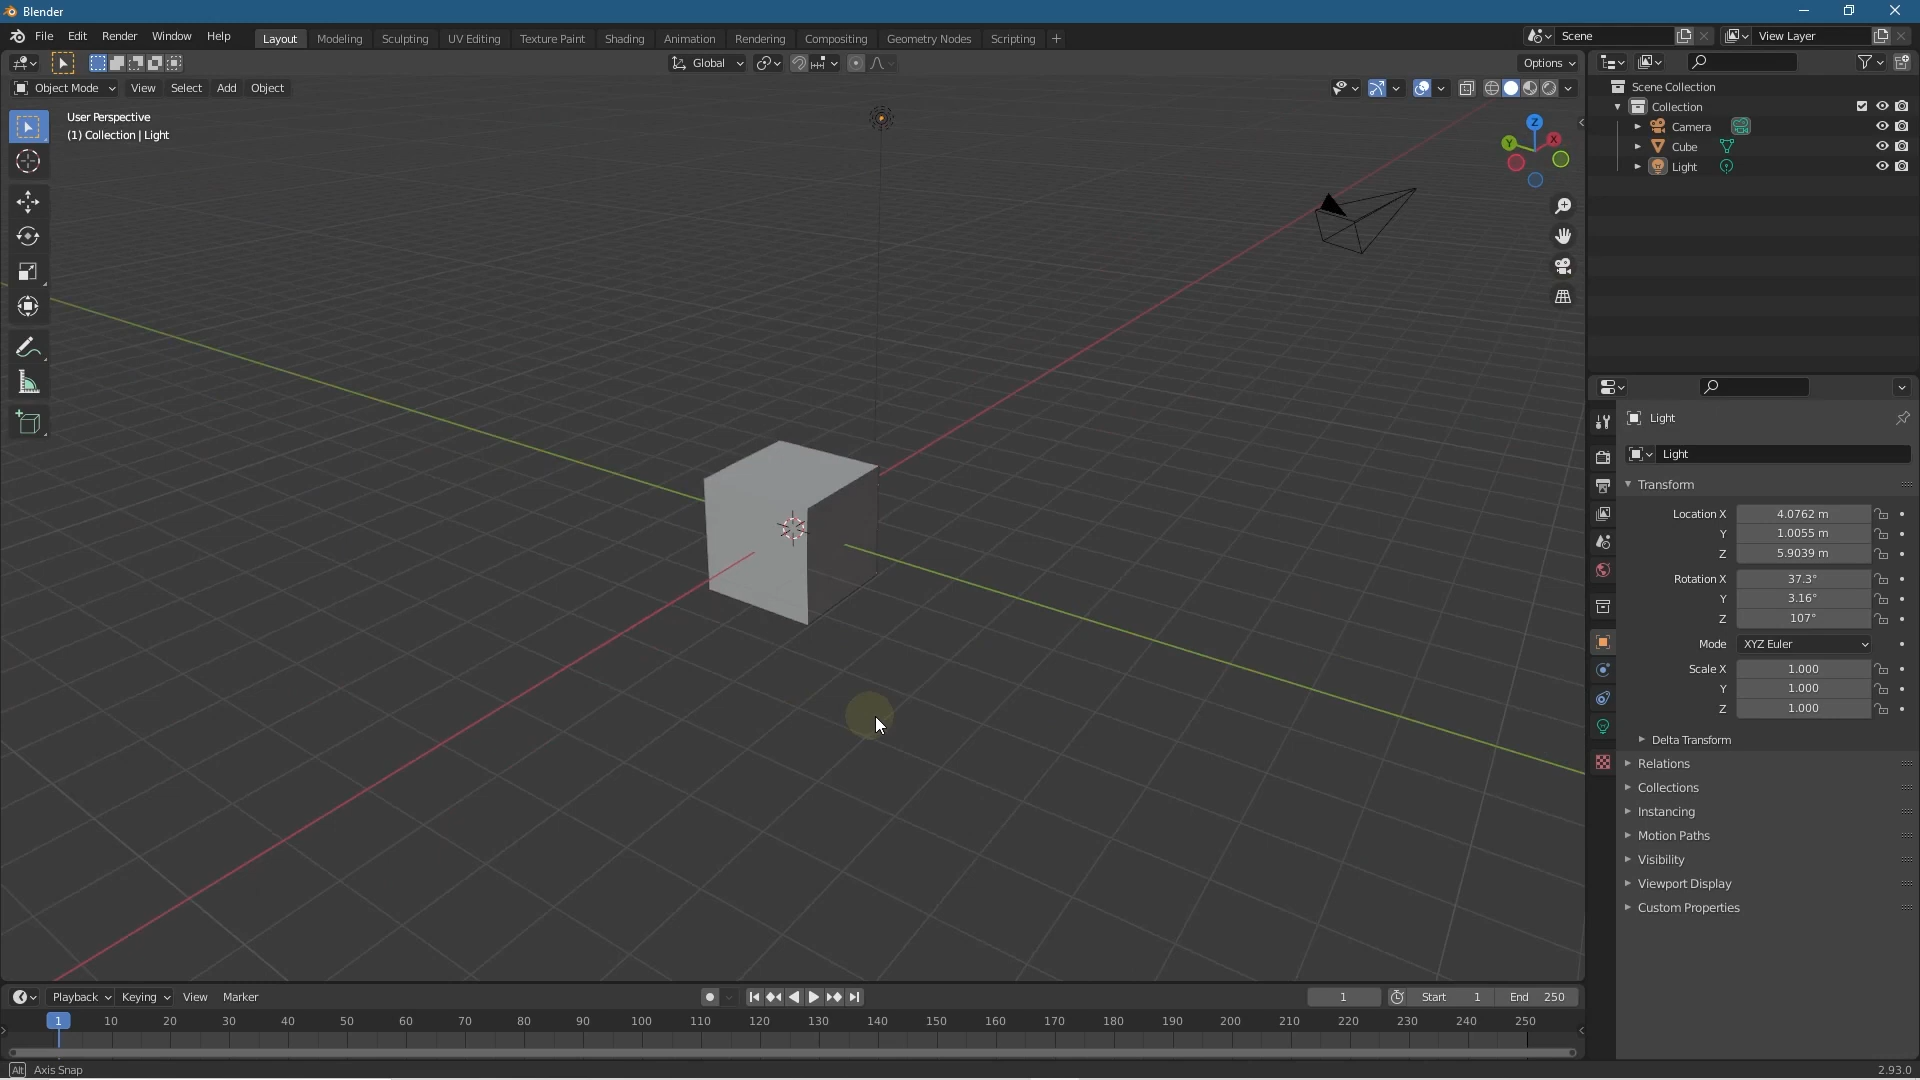 Blender
File Edit Render Window Help Layout Modeling Sculpting UV Editing Texture Paint Shading Animation Rendering Compositing Geometry Nodes Scripting + Scene View Layer
Global Options
Object Mode View Select Add Object
User Perspective
(1) Collection | Light
Z
Y X
Scene Collection
Collection
Camera
Cube
Light
Light
Light
Transform
Location X 4.0762 m
Y 1.0055 m
Z 5.9039 m
Rotation X 37.3°
Y 3.16°
Z 107°
Mode XYZ Euler
Scale X 1.000
Y 1.000
Z 1.000
Delta Transform
Relations
Collections
Instancing
Motion Paths
Visibility
Viewport Display
Custom Properties
Playback Keying View Marker 1 Start 1 End 250
1 10 20 30 40 50 60 70 80 90 100 110 120 130 140 150 160 170 180 190 200 210 220 230 240 250
Alt Axis Snap 2.93.0